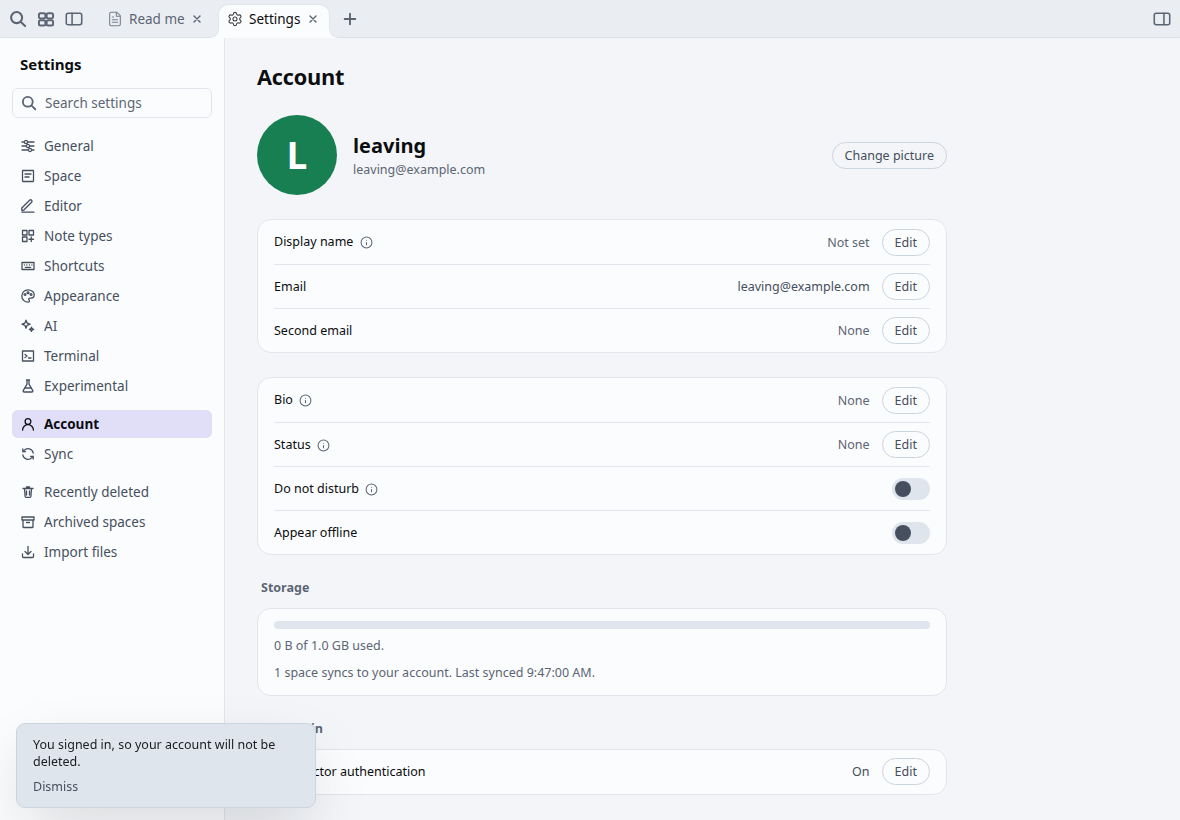 Read me
Settings
Settings
Search settings
General
Space
Editor
Note types
Shortcuts
Appearance
AI
Terminal
Experimental
Account
Sync
Recently deleted
Archived spaces
Import files
Account
L
leaving
leaving@example.com
Change picture
Display name
Not set
Edit
Email
leaving@example.com
Edit
Second email
None
Edit
Bio
None
Edit
Status
None
Edit
Do not disturb
Appear offline
Storage
0 B of 1.0 GB used.
1 space syncs to your account. Last synced 9:47:00 AM.
authentication
On
Edit
You signed in, so your account will not be
deleted.
Dismiss